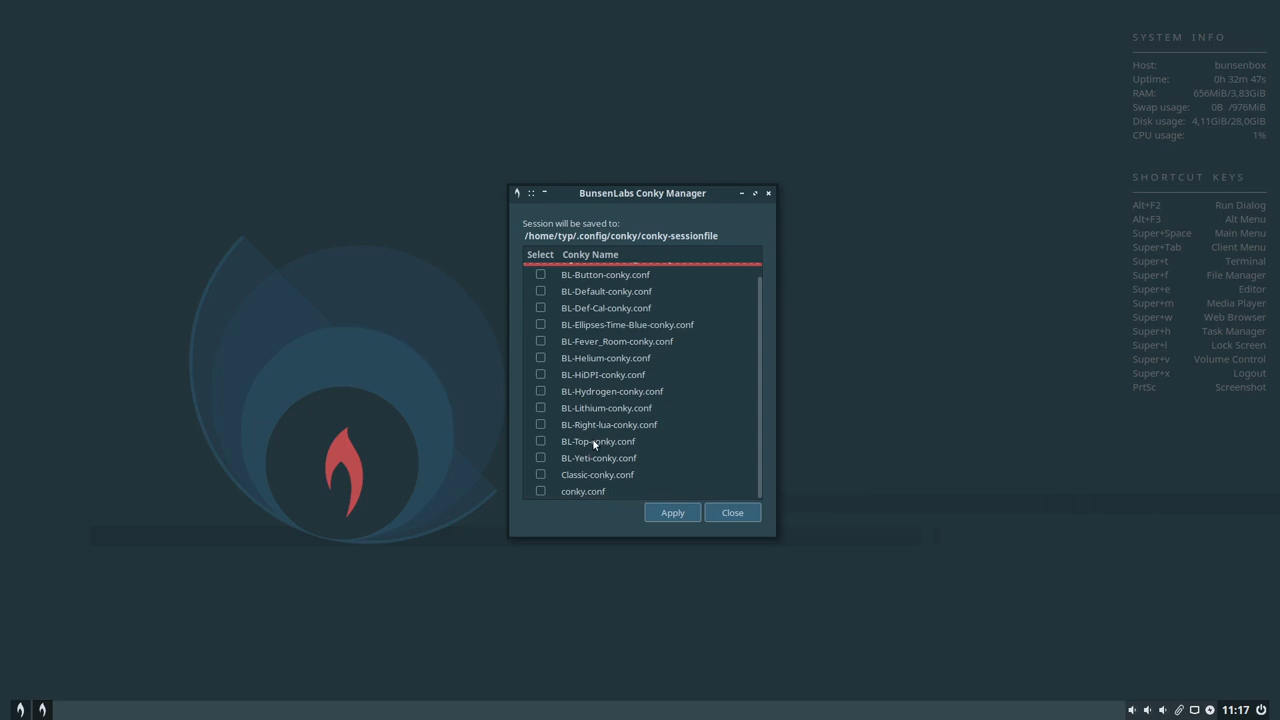 SYSTEM INFO
Host: bunsenbox
Uptime: 0h 32m 47s
RAM: 656MiB/3,83GiB
Swap usage: 0B /976MiB
Disk usage: 4,11GiB/28,0GiB
CPU usage: 1%
SHORTCUT KEYS
Alt+F2 Run Dialog
Alt+F3 Alt Menu
Super+Space Main Menu
Super+Tab Client Menu
Super+t Terminal
Super+f File Manager
Super+e Editor
Super+m Media Player
Super+w Web Browser
Super+h Task Manager
Super+l Lock Screen
Super+v Volume Control
Super+x Logout
PrtSc Screenshot
BunsenLabs Conky Manager
Session will be saved to:
/home/typ/.config/conky/conky-sessionfile
Select Conky Name
BL-Button-conky.conf
BL-Default-conky.conf
BL-Def-Cal-conky.conf
BL-Ellipses-Time-Blue-conky.conf
BL-Fever_Room-conky.conf
BL-Helium-conky.conf
BL-HiDPI-conky.conf
BL-Hydrogen-conky.conf
BL-Lithium-conky.conf
BL-Right-lua-conky.conf
BL-Top-conky.conf
BL-Yeti-conky.conf
Classic-conky.conf
conky.conf
Apply Close
11:17